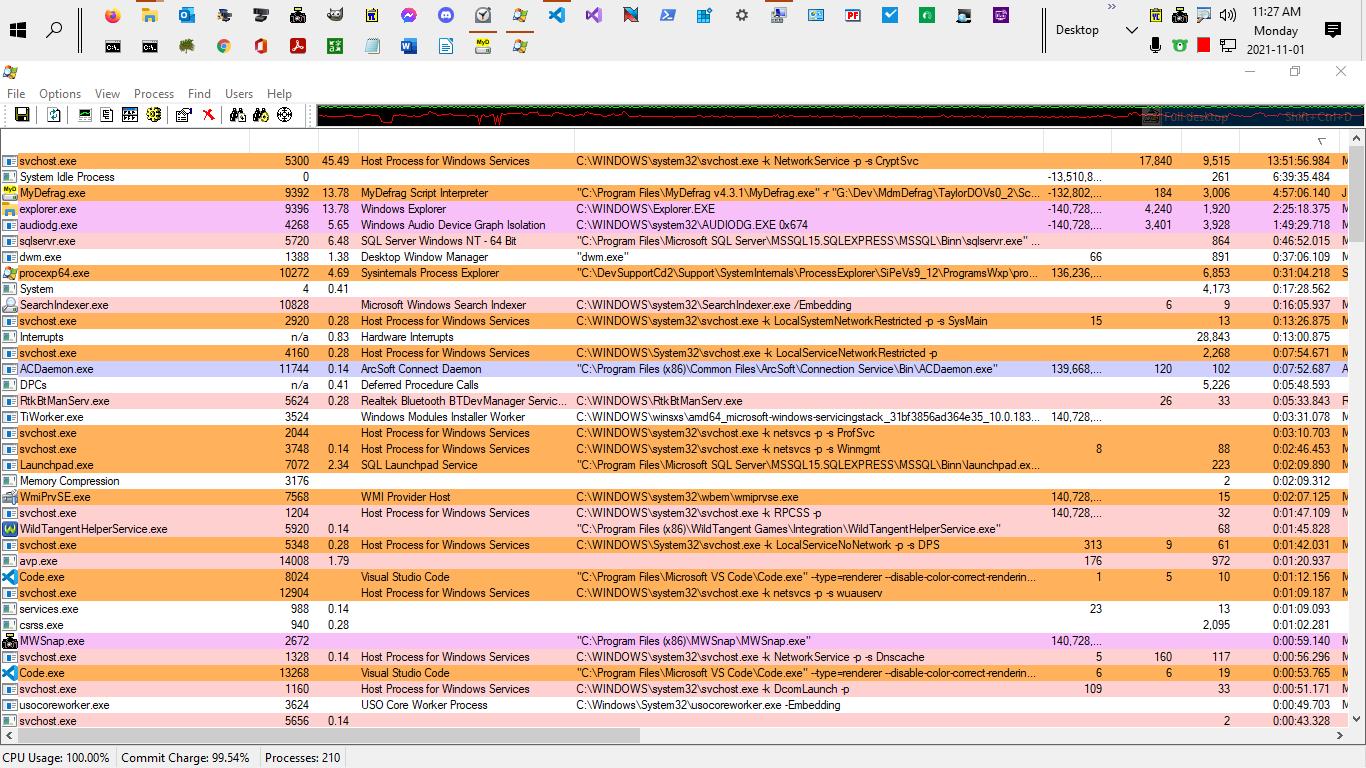 11:27 AM
Desktop
Monday
2021-11-01
File Options View Process Find Users Help
Full desktop Shift+Ctrl+D
svchost.exe 5300 45.49 Host Process for Windows Services C:\WINDOWS\system32\svchost.exe -k NetworkService -p -s CryptSvc 17,840 9,515 13:51:56.984 M
System Idle Process 0 -13,510,8... 261 6:39:35.484
MyDefrag.exe 9392 13.78 MyDefrag Script Interpreter "C:\Program Files\MyDefrag v4.3.1\MyDefrag.exe" -r "G:\Dev\MdmDefrag\TaylorDOVs0_2\Sc... -132,802,... 184 3,006 4:57:06.140 J
explorer.exe 9396 13.78 Windows Explorer C:\WINDOWS\Explorer.EXE -140,728,... 4,240 1,920 2:25:18.375 M
audiodg.exe 4268 5.65 Windows Audio Device Graph Isolation C:\WINDOWS\system32\AUDIODG.EXE 0x674 -140,728,... 3,401 3,928 1:49:29.718 M
sqlservr.exe 5720 6.48 SQL Server Windows NT - 64 Bit "C:\Program Files\Microsoft SQL Server\MSSQL15.SQLEXPRESS\MSSQL\Binn\sqlservr.exe" ... 864 0:46:52.015 M
dwm.exe 1388 1.38 Desktop Window Manager "dwm.exe" 66 891 0:37:06.109 M
procexp64.exe 10272 4.69 Sysinternals Process Explorer "C:\DevSupportCd2\Support\SystemInternals\ProcessExplorer\SiPeVs9_12\ProgramsWxp\pro... 136,236,... 6,853 0:31:04.218 S
System 4 0.41 4,173 0:17:28.562
SearchIndexer.exe 10828 Microsoft Windows Search Indexer C:\WINDOWS\system32\SearchIndexer.exe /Embedding 6 9 0:16:05.937 M
svchost.exe 2920 0.28 Host Process for Windows Services C:\WINDOWS\system32\svchost.exe -k LocalSystemNetworkRestricted -p -s SysMain 15 13 0:13:26.875 M
Interrupts n/a 0.83 Hardware Interrupts 28,843 0:13:00.875
svchost.exe 4160 0.28 Host Process for Windows Services C:\WINDOWS\System32\svchost.exe -k LocalServiceNetworkRestricted -p 2,268 0:07:54.671 M
ACDaemon.exe 11744 0.14 ArcSoft Connect Daemon "C:\Program Files (x86)\Common Files\ArcSoft\Connection Service\Bin\ACDaemon.exe" 139,668,... 120 102 0:07:52.687 A
DPCs n/a 0.41 Deferred Procedure Calls 5,226 0:05:48.593
RtkBtManServ.exe 5624 0.28 Realtek Bluetooth BTDevManager Servic... C:\WINDOWS\RtkBtManServ.exe 26 33 0:05:33.843 R
TiWorker.exe 3524 Windows Modules Installer Worker C:\WINDOWS\winsxs\amd64_microsoft-windows-servicingstack_31bf3856ad364e35_10.0.183... 140,728,... 0:03:31.078 M
svchost.exe 2044 Host Process for Windows Services C:\WINDOWS\system32\svchost.exe -k netsvcs -p -s ProfSvc 0:03:10.703 M
svchost.exe 3748 0.14 Host Process for Windows Services C:\WINDOWS\system32\svchost.exe -k netsvcs -p -s Winmgmt 8 88 0:02:46.453 M
Launchpad.exe 7072 2.34 SQL Launchpad Service "C:\Program Files\Microsoft SQL Server\MSSQL15.SQLEXPRESS\MSSQL\Binn\launchpad.ex... 223 0:02:09.890 M
Memory Compression 3176 2 0:02:09.312
WmiPrvSE.exe 7568 WMI Provider Host C:\WINDOWS\system32\wbem\wmiprvse.exe 140,728,... 15 0:02:07.125 M
svchost.exe 1204 Host Process for Windows Services C:\WINDOWS\system32\svchost.exe -k RPCSS -p 140,728,... 32 0:01:47.109 M
WildTangentHelperService.exe 5920 0.14 "C:\Program Files (x86)\WildTangent Games\Integration\WildTangentHelperService.exe" 68 0:01:45.828
svchost.exe 5348 0.28 Host Process for Windows Services C:\WINDOWS\System32\svchost.exe -k LocalServiceNoNetwork -p -s DPS 313 9 61 0:01:42.031 M
avp.exe 14008 1.79 176 972 0:01:20.937
Code.exe 8024 Visual Studio Code "C:\Program Files\Microsoft VS Code\Code.exe" --type=renderer --disable-color-correct-renderin... 1 5 10 0:01:12.156 M
svchost.exe 12904 Host Process for Windows Services C:\WINDOWS\system32\svchost.exe -k netsvcs -p -s wuauserv 0:01:09.187 M
services.exe 988 0.14 23 13 0:01:09.093
csrss.exe 940 0.28 2,095 0:01:02.281
MWSnap.exe 2672 "C:\Program Files (x86)\MWSnap\MWSnap.exe" 140,728,... 0:00:59.140 M
svchost.exe 1328 0.14 Host Process for Windows Services C:\WINDOWS\system32\svchost.exe -k NetworkService -p -s Dnscache 5 160 117 0:00:56.296 M
Code.exe 13268 Visual Studio Code "C:\Program Files\Microsoft VS Code\Code.exe" --type=renderer --disable-color-correct-renderin... 6 6 19 0:00:53.765 M
svchost.exe 1160 Host Process for Windows Services C:\WINDOWS\system32\svchost.exe -k DcomLaunch -p 109 33 0:00:51.171 M
usocoreworker.exe 3624 USO Core Worker Process C:\Windows\System32\usocoreworker.exe -Embedding 0:00:49.703 M
svchost.exe 5656 0.14 2 0:00:43.328
CPU Usage: 100.00% Commit Charge: 99.54% Processes: 210